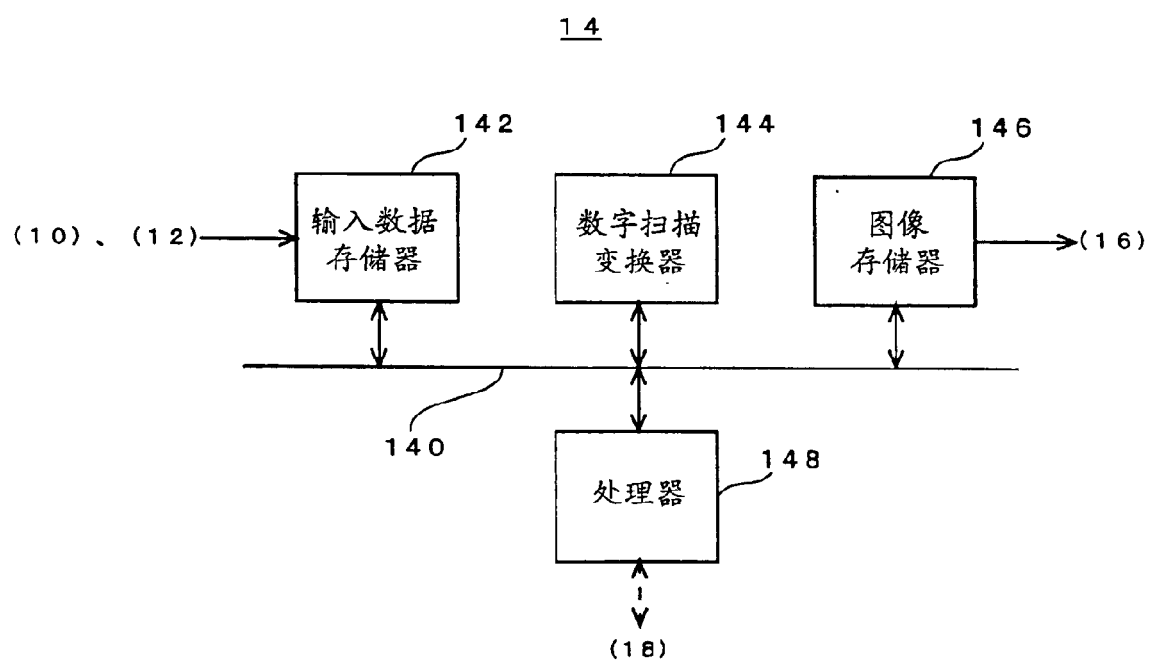 14
142
144
146
(10)、(12)
输入数据
存储器
数字扫描
变换器
图像
存储器
(16)
140
处理器
148
(18)